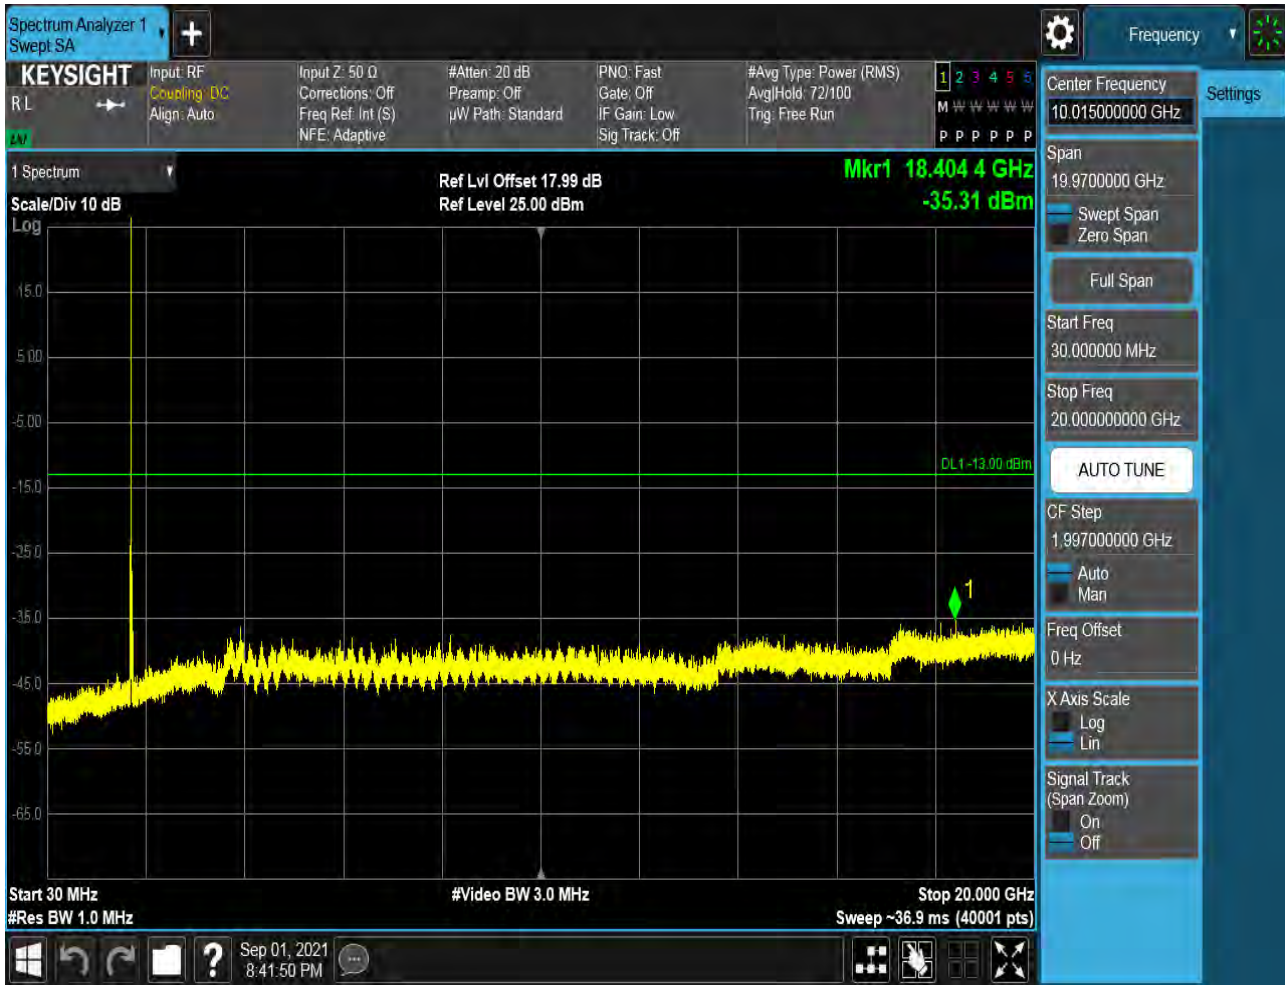 Spectrum Analyzer 1
Swept SA
Frequency
KEYSIGHT
R L
Input: RF
Coupling: DC
Align: Auto
Input Z: 50 Ω
Corrections: Off
Freq Ref: Int (S)
NFE: Adaptive
#Atten: 20 dB
Preamp: Off
µW Path: Standard
PNO: Fast
Gate: Off
IF Gain: Low
Sig Track: Off
#Avg Type: Power (RMS)
Avg|Hold: 72/100
Trig: Free Run
1 2 3 4 5 6
M W W W W W
P P P P P P
1 Spectrum
Scale/Div 10 dB
Log
Ref Lvl Offset 17.99 dB
Ref Level 25.00 dBm
Mkr1 18.404 4 GHz
-35.31 dBm
15.0
5.00
-5.00
DL1 -13.00 dBm
-15.0
-25.0
1
-35.0
-45.0
-55.0
-65.0
Start 30 MHz
#Res BW 1.0 MHz
#Video BW 3.0 MHz
Stop 20.000 GHz
Sweep ~36.9 ms (40001 pts)
Sep 01, 2021
8:41:50 PM
Center Frequency
10.015000000 GHz
Settings
Span
19.9700000 GHz
Swept Span
Zero Span
Full Span
Start Freq
30.000000 MHz
Stop Freq
20.000000000 GHz
AUTO TUNE
CF Step
1.997000000 GHz
Auto
Man
Freq Offset
0 Hz
X Axis Scale
Log
Lin
Signal Track
(Span Zoom)
On
Off